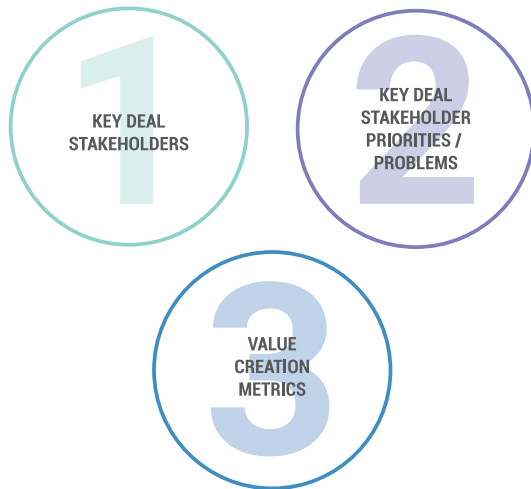 1
KEY DEAL
STAKEHOLDERS
2
KEY DEAL
STAKEHOLDER
PRIORITIES /
PROBLEMS
3
VALUE
CREATION
METRICS